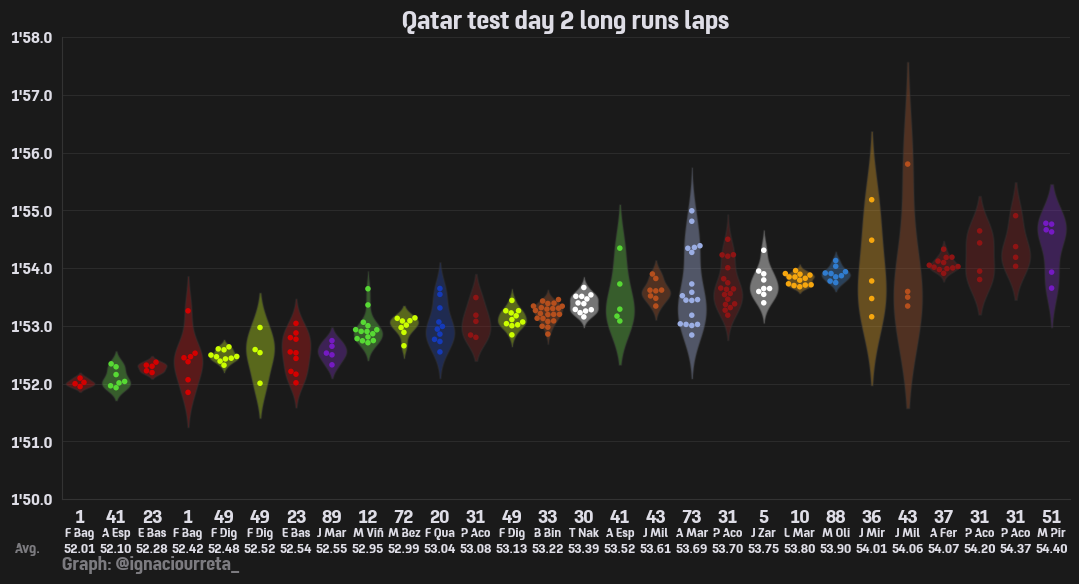 Qatar test day 2 long runs laps
1'58.0
1'57.0
1'56.0
1'55.0
1'54.0
1'53.0
1'52.0
1'51.0
1'50.0
1 41 23 1 49 49 23 89 12 72 20 31 49 33 30 41 43 73 31 5 10 88 36 43 37 31 31 51
F Bag A Esp E Bas F Bag F Dig F Dig E Bas J Mar M Viñ M Bez F Qua P Aco F Dig B Bin T Nak A Esp J Mil A Mar P Aco J Zar L Mar M Oli J Mir J Mil A Fer P Aco P Aco M Pir
Avg. 52.01 52.10 52.28 52.42 52.48 52.52 52.54 52.55 52.95 52.99 53.04 53.08 53.13 53.22 53.39 53.52 53.61 53.69 53.70 53.75 53.80 53.90 54.01 54.06 54.07 54.20 54.37 54.40
Graph: @ignaciourreta_